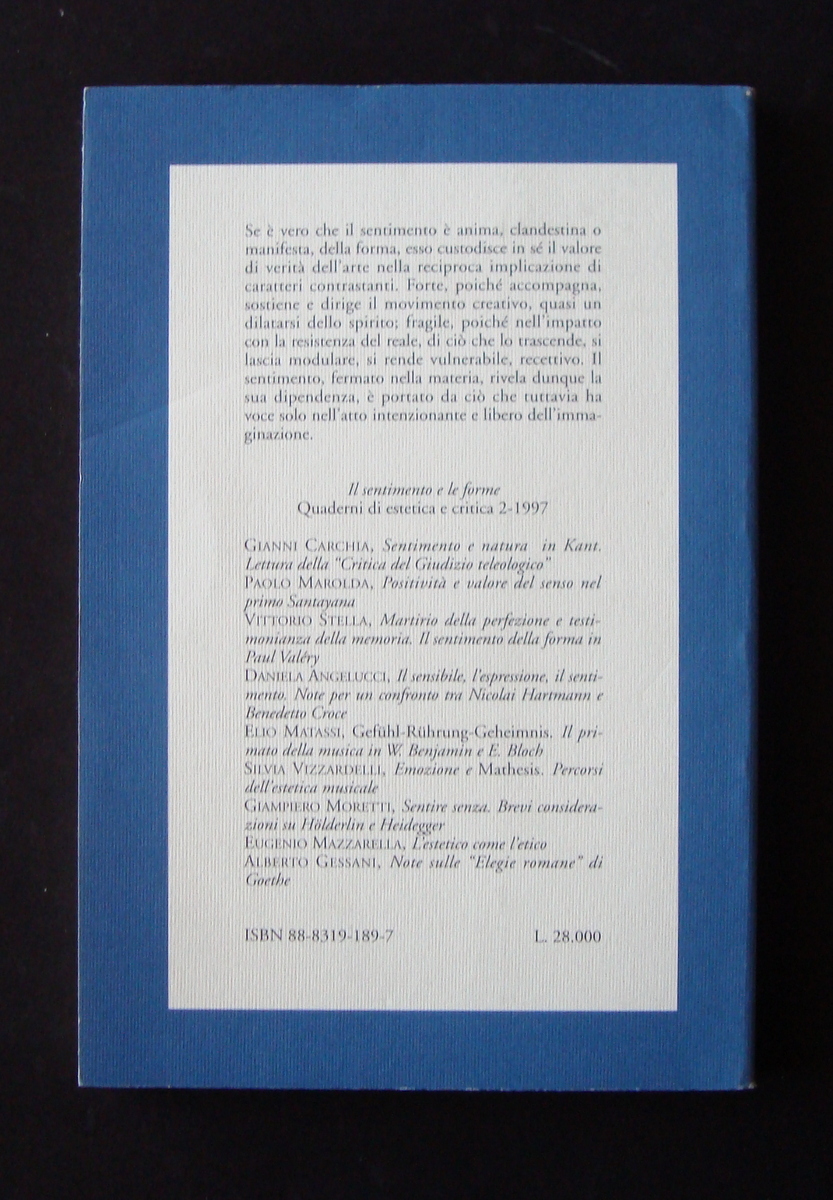 Se è vero che il sentimento è anima, clandestina o
manifesta, della forma, esso custodisce in sé il valore
di verità dell'arte nella reciproca implicazione di
caratteri contrastanti. Forte, poiché accompagna,
sostiene e dirige il movimento creativo, quasi un
dilatarsi dello spirito; fragile, poiché nell'impatto
con la resistenza del reale, di ciò che lo trascende, si
lascia modulare, si rende vulnerabile, recettivo. Il
sentimento, fermato nella materia, rivela dunque la
sua dipendenza, è portato da ciò che tuttavia ha
voce solo nell'atto intenzionante e libero dell'imma-
ginazione.
Il sentimento e le forme
Quaderni di estetica e critica 2-1997
GIANNI CARCHIA, Sentimento e natura in Kant.
Lettura della "Critica del Giudizio teleologico"
PAOLO MAROLDA, Positività e valore del senso nel
primo Santayana
VITTORIO STELLA, Martirio della perfezione e testi-
monianza della memoria. Il sentimento della forma in
Paul Valéry
DANIELA ANGELUCCI, Il sensibile, l'espressione, il senti-
mento. Note per un confronto tra Nicolai Hartmann e
Benedetto Croce
ELIO MATASSI, Gefühl-Rührung-Geheimnis. Il pri-
mato della musica in W. Benjamin e E. Bloch
SILVIA VIZZARDELLI, Emozione e Mathesis. Percorsi
dell'estetica musicale
GIAMPIERO MORETTI, Sentire senza. Brevi considera-
zioni su Hölderlin e Heidegger
EUGENIO MAZZARELLA, L'estetico come l'etico
ALBERTO GESSANI, Note sulle "Elegie romane" di
Goethe
ISBN 88-8319-189-7 L. 28.000